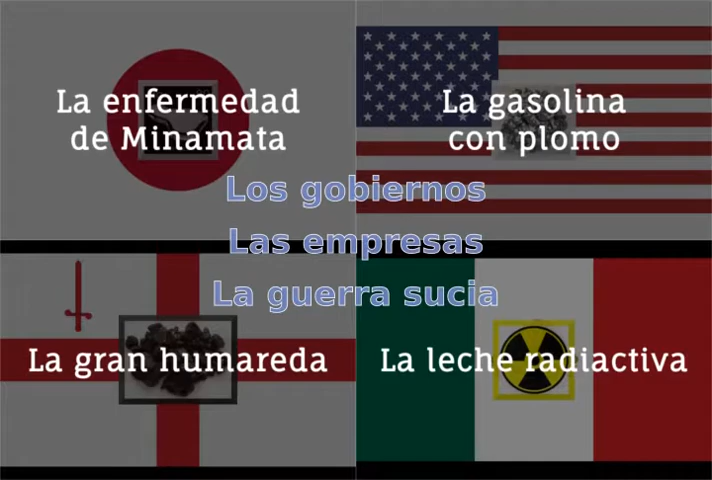 La enfermedad
de Minamata
La gasolina
con plomo
Los gobiernos
Las empresas
La guerra sucia
La gran humareda
La leche radiactiva